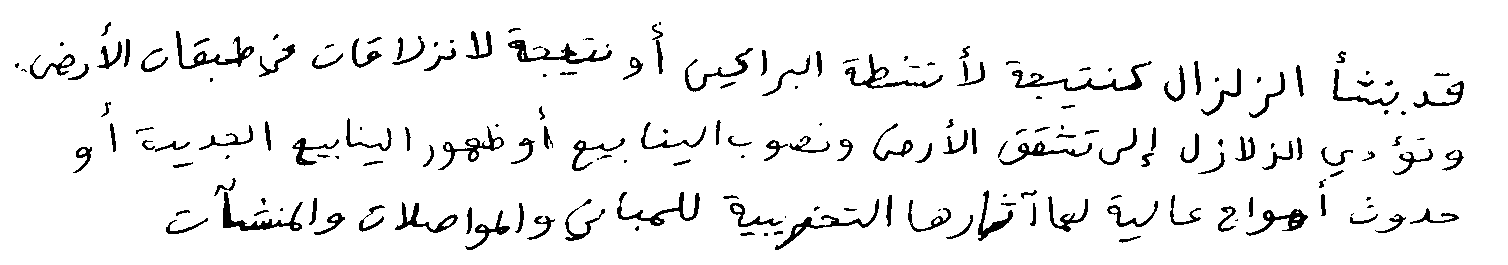 قد ينشأ الزلزال كنتيجة لأنشطة البراكين أو نتيجة لانزلاقات في طبقات الأرض.
وتؤدي الزلازل إلى تشقق الأرض ونضوب الينابيع أو ظهور الينابيع الجديدة أو
حدوث أمواج عالية لها آثارها التخريبية للمباني والمواصلات والمنشآت